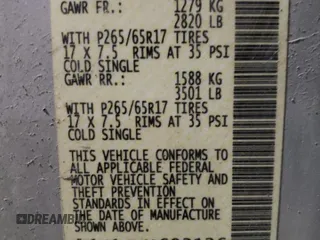 GAWR FR.: 1279 KG
2820 LB
WITH P265/65R17 TIRES
17 X 7.5 RIMS AT 35 PSI
COLD SINGLE
GAWR RR.: 1588 KG
3501 LB
WITH P265/65R17 TIRES
17 X 7.5 RIMS AT 35 PSI
COLD SINGLE
THIS VEHICLE CONFORMS TO
ALL APPLICABLE FEDERAL
MOTOR VEHICLE SAFETY AND
THEFT PREVENTION
STANDARDS IN EFFECT ON
THE DATE OF MANUFACTURE
SHOWN ABOVE.